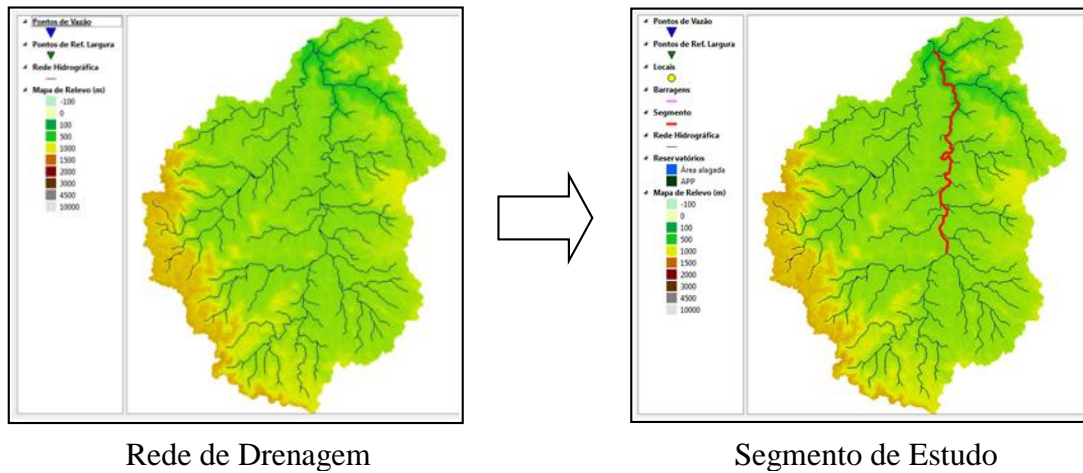 Pontos de Vazão
Pontos de Ref. Largura
Rede Hidrográfica
Mapa de Relevo (m)
-100
0
100
500
1000
1500
2000
3000
4500
10000
Pontos de Vazão
Pontos de Ref. Largura
Locais
Barragens
Segmento
Rede Hidrográfica
Reservatórios
Área alagada
APP
Mapa de Relevo (m)
-100
0
100
500
1000
1500
2000
3000
4500
10000
Rede de Drenagem
Segmento de Estudo